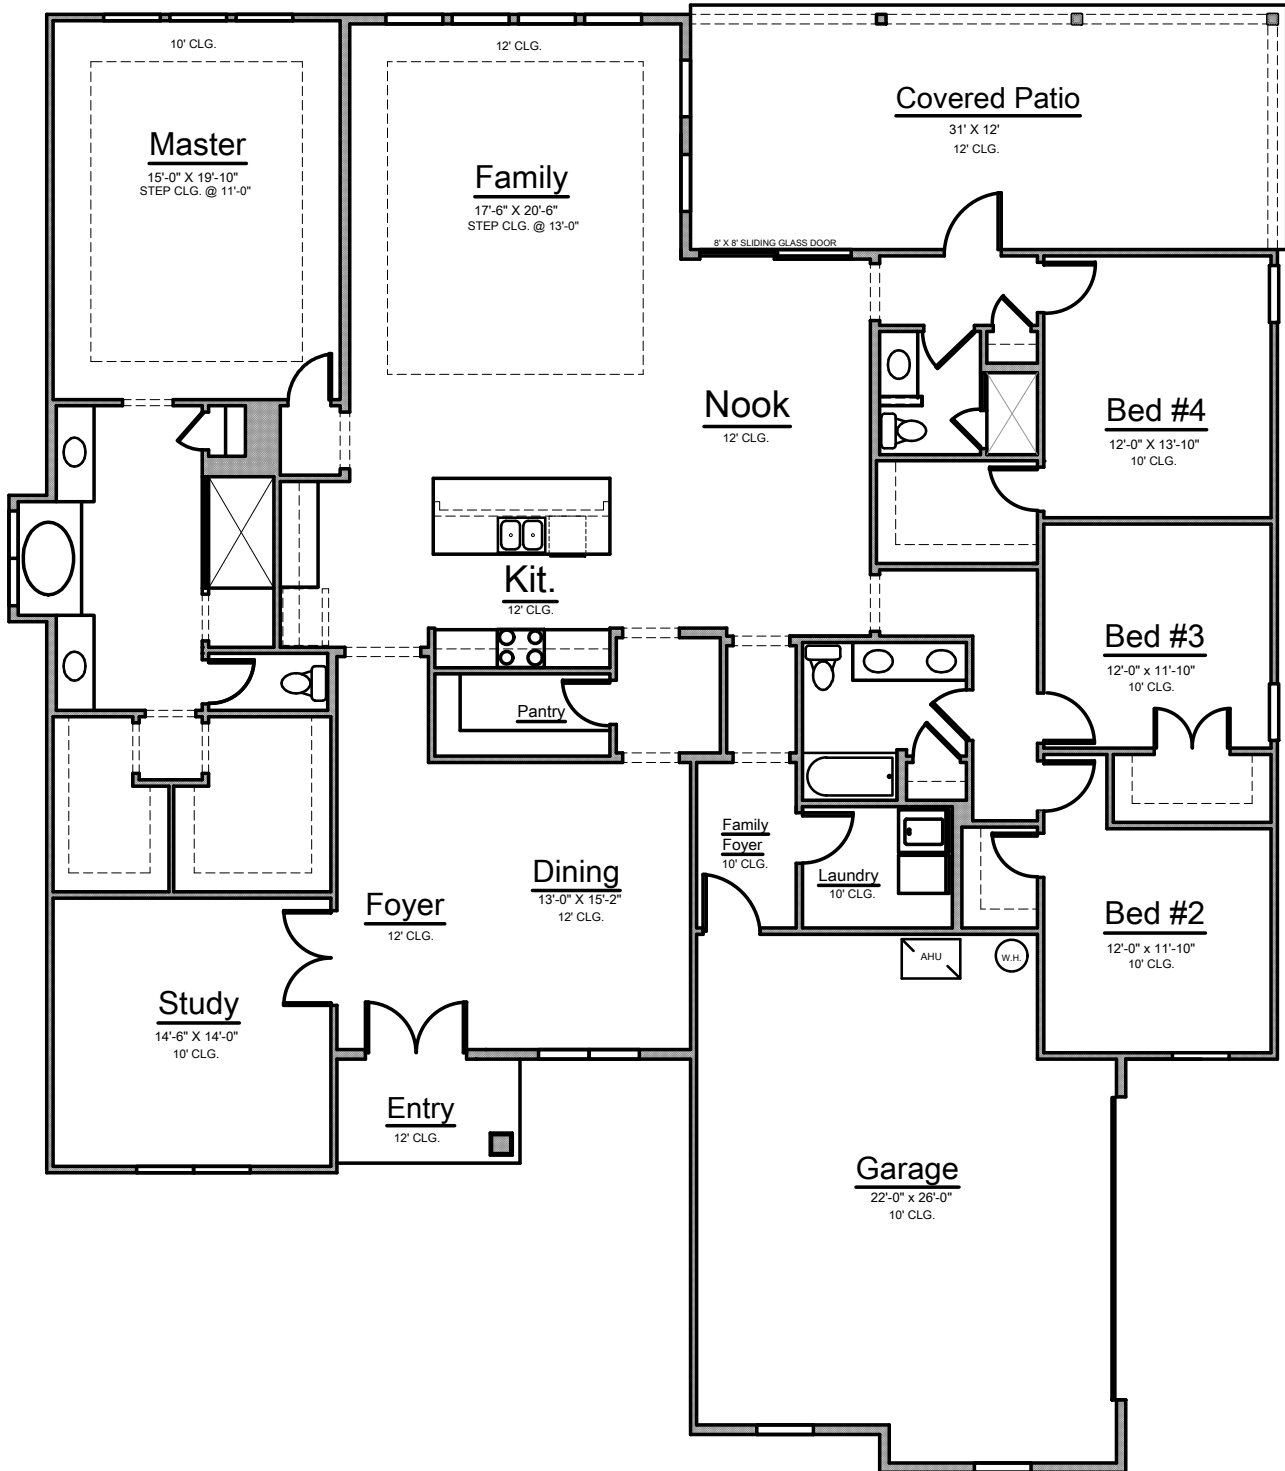 10' CLG.
12' CLG.
Covered Patio
31' X 12'
12' CLG.
Master
15'-0" X 19'-10"
STEP CLG. @ 11'-0"
Family
17'-6" X 20'-6"
STEP CLG. @ 13'-0"
8' X 8' SLIDING GLASS DOOR
Nook
12' CLG.
Bed #4
12'-0" X 13'-10"
10' CLG.
Kit.
12' CLG.
Bed #3
12'-0" x 11'-10"
10' CLG.
Pantry
Family
Foyer
10' CLG.
Laundry
10' CLG.
Dining
13'-0" X 15'-2"
12' CLG.
Foyer
12' CLG.
Bed #2
12'-0" x 11'-10"
10' CLG.
AHU
W.H.
Study
14'-6" X 14'-0"
10' CLG.
Entry
12' CLG.
Garage
22'-0" x 26'-0"
10' CLG.